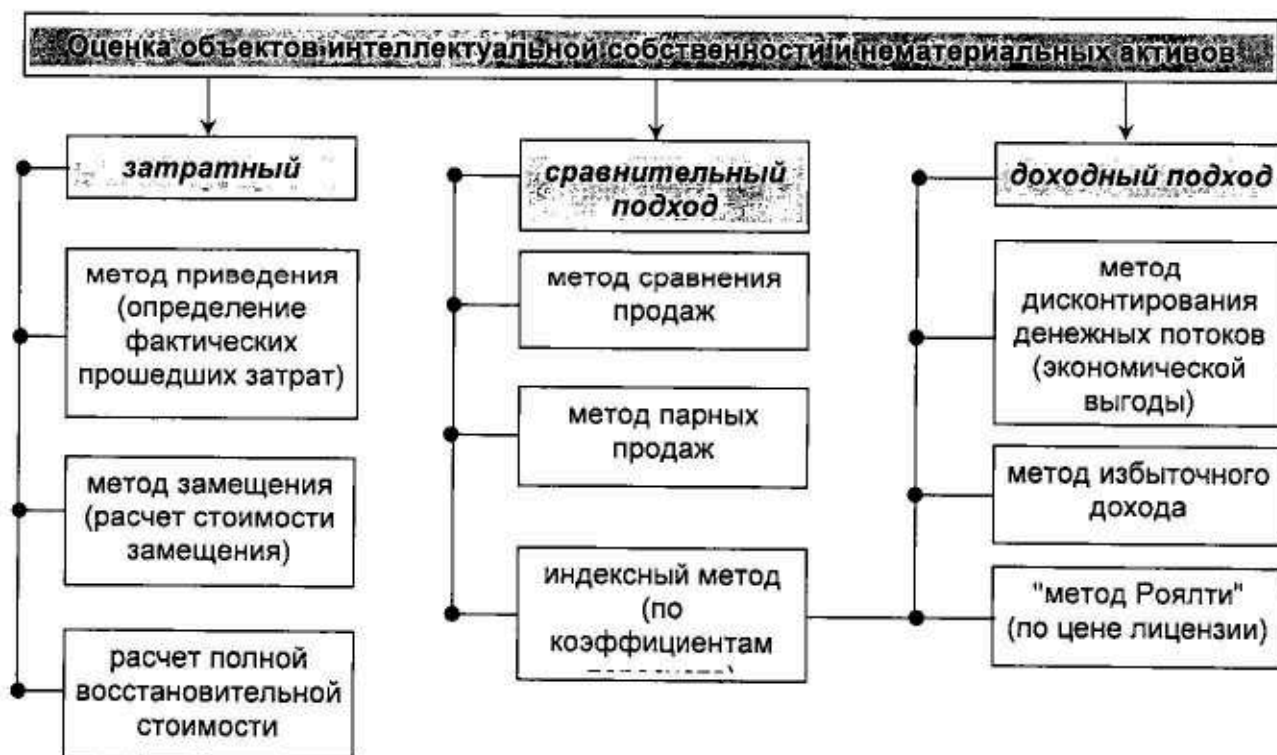 Оценка объектов интеллектуальной собственности и нематериальных активов
затратный
метод приведения
(определение
фактических
прошедших затрат)
метод замещения
(расчет стоимости
замещения)
расчет полной
восстановительной
стоимости
сравнительный
подход
метод сравнения
продаж
метод парных
продаж
индексный метод
(по
коэффициентам
доходный подход
метод
дисконтирования
денежных потоков
(экономической
выгоды)
метод избыточного
дохода
"метод Роялти"
(по цене лицензии)